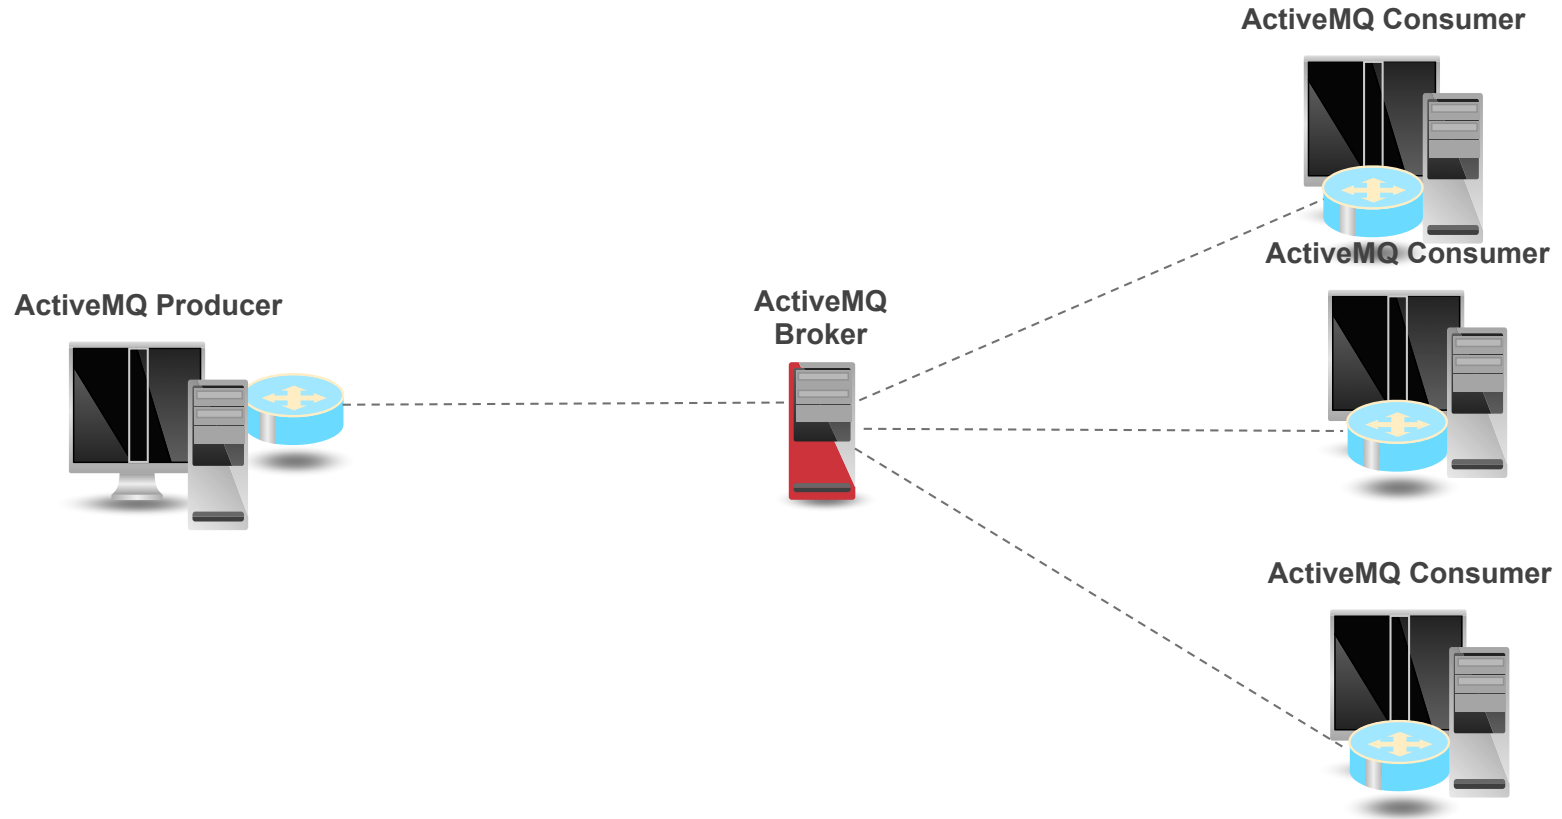 ActiveMQ Consumer
ActiveMQ Consumer
ActiveMQ Producer
ActiveMQ
Broker
ActiveMQ Consumer